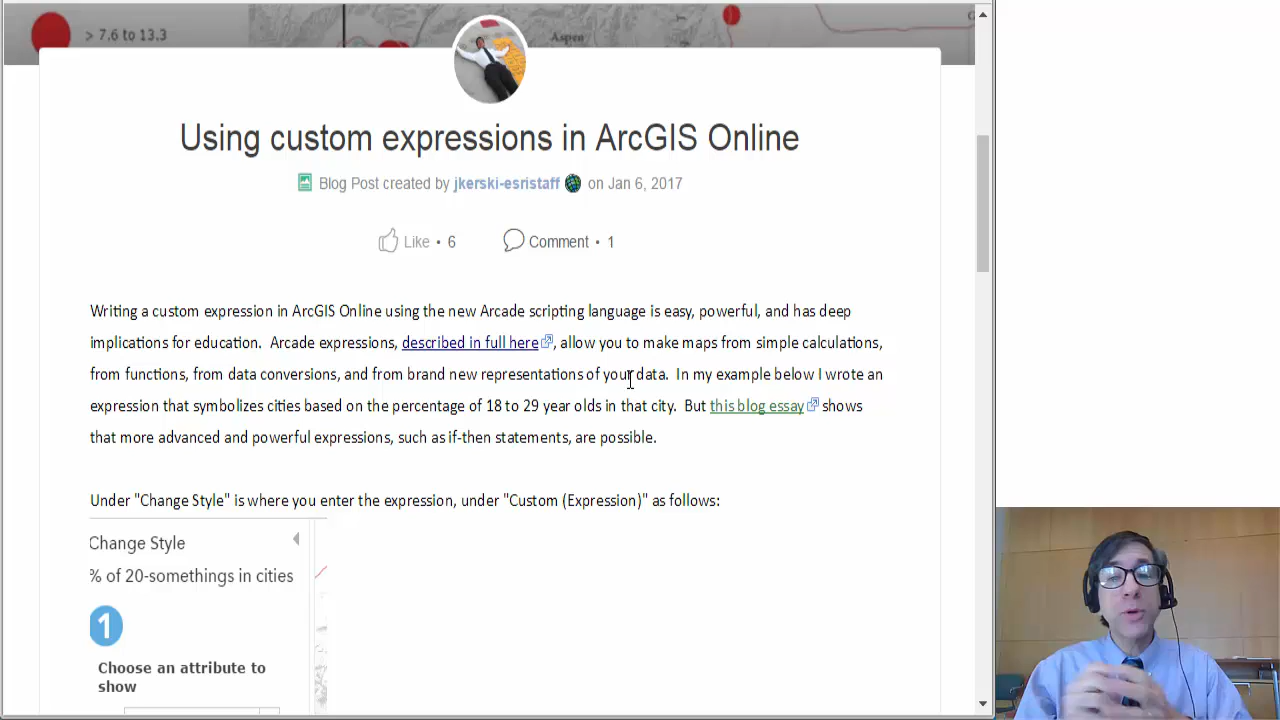 > 7.6 to 13.3
Aspen
Using custom expressions in ArcGIS Online
Blog Post created by jkerski-esristaff on Jan 6, 2017
Like • 6 Comment • 1
Writing a custom expression in ArcGIS Online using the new Arcade scripting language is easy, powerful, and has deep
implications for education. Arcade expressions, described in full here, allow you to make maps from simple calculations,
from functions, from data conversions, and from brand new representations of your data. In my example below I wrote an
expression that symbolizes cities based on the percentage of 18 to 29 year olds in that city. But this blog essay shows
that more advanced and powerful expressions, such as if-then statements, are possible.
Under "Change Style" is where you enter the expression, under "Custom (Expression)" as follows:
Change Style
% of 20-somethings in cities
1
Choose an attribute to
show